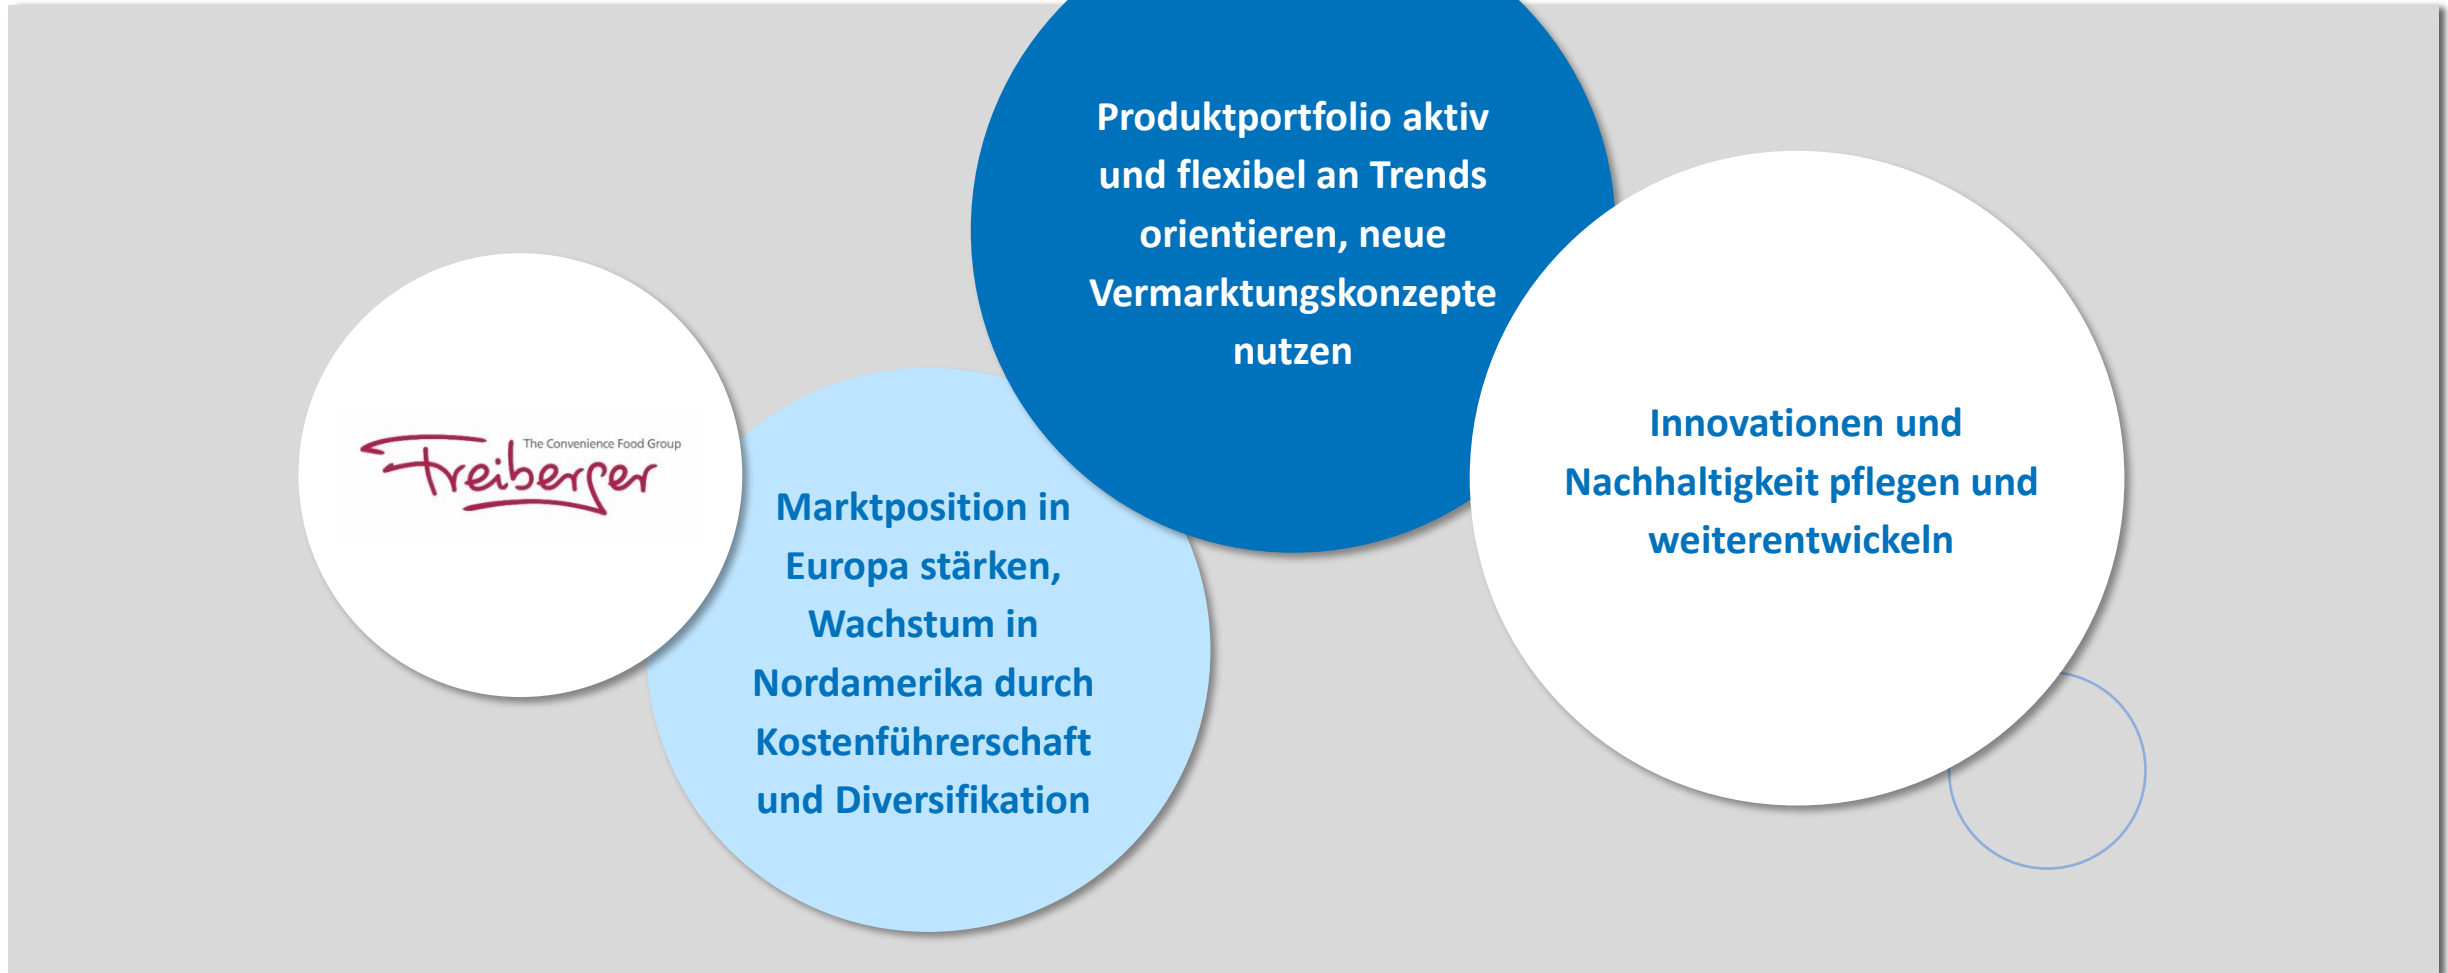 The Convenience Food Group
Freiberger
Marktposition in
Europa stärken,
Wachstum in
Nordamerika durch
Kostenführerschaft
und Diversifikation
Produktportfolio aktiv
und flexibel an Trends
orientieren, neue
Vermarktungskonzepte
nutzen
Innovationen und
Nachhaltigkeit pflegen und
weiterentwickeln